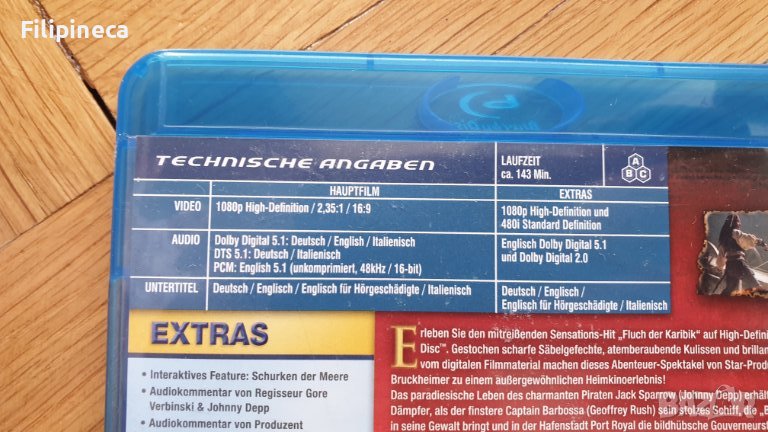 Filipineca
TECHNISCHE ANGABEN
LAUFZEIT
ca. 143 Min.
A
B C
HAUPTFILM
EXTRAS
VIDEO
1080p High-Definition / 2,35:1 / 16:9
1080p High-Definition und
480i Standard Definition
AUDIO
Dolby Digital 5.1: Deutsch / English / Italienisch
DTS 5.1: Deutsch / Italienisch
PCM: English 5.1 (unkomprimiert, 48kHz / 16-bit)
Englisch Dolby Digital 5.1
und Dolby Digital 2.0
UNTERTITEL
Deutsch / Englisch / Englisch für Hörgeschädigte / Italienisch
Deutsch / Englisch /
Englisch für Hörgeschädigte / Italienisch
EXTRAS
• Interaktives Feature: Schurken der Meere
• Audiokommentar von Regisseur Gore
Verbinski & Johnny Depp
• Audiokommentar von Produzent
Erleben Sie den mitreißenden Sensations-Hit „Fluch der Karibik“ auf High-Defini
Disc™. Gestochen scharfe Säbelgefechte, atemberaubende Kulissen und brillan
vom digitalen Filmmaterial machen dieses Abenteuer-Spektakel von Star-Produ
Bruckheimer zu einem außergewöhnlichen Heimkinoerlebnis!
Das paradiesische Leben des charmanten Piraten Jack Sparrow (Johnny Depp) erhält
Dämpfer, als der finstere Captain Barbossa (Geoffrey Rush) sein stolzes Schiff, die „B
in seine Gewalt bringt und in der Hafenstadt Port Royal die bildhübsche Gouverneurst